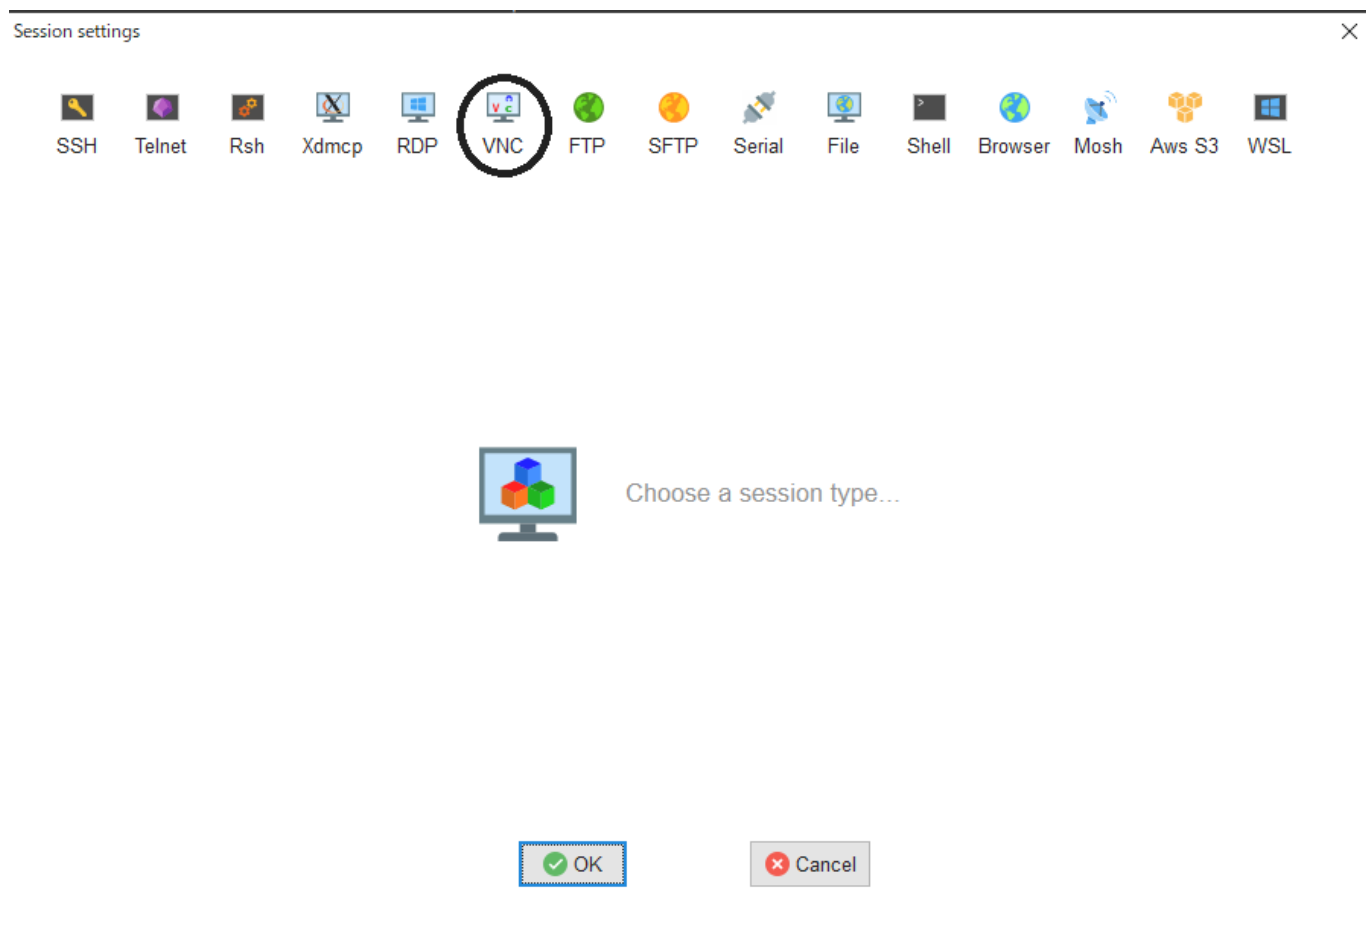 Session settings
SSH Telnet Rsh Xdmcp RDP VNC FTP SFTP Serial File Shell Browser Mosh Aws S3 WSL
Choose a session type...
OK Cancel